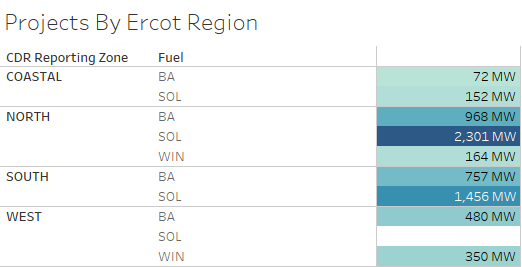 Projects By Ercot Region
CDR Reporting Zone Fuel
COASTAL BA 72 MW
SOL 152 MW
NORTH BA 968 MW
SOL 2,301 MW
WIN 164 MW
SOUTH BA 757 MW
SOL 1,456 MW
WEST BA 480 MW
SOL
WIN 350 MW